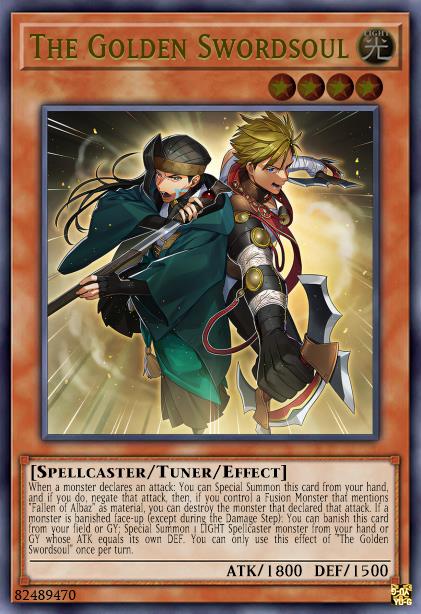 THE GOLDEN SWORDSOUL
LIGHT
光
[SPELLCASTER/TUNER/EFFECT]
When a monster declares an attack: You can Special Summon this card from your hand,
and if you do, negate that attack, then, if you control a Fusion Monster that mentions
"Fallen of Albaz" as material, you can destroy the monster that declared that attack. If a
monster is banished face-up (except during the Damage Step): You can banish this card
from your field or GY; Special Summon 1 LIGHT Spellcaster monster from your hand or
GY whose ATK equals its own DEF. You can only use this effect of "The Golden
Swordsoul" once per turn.
ATK/1800 DEF/1500
82489470